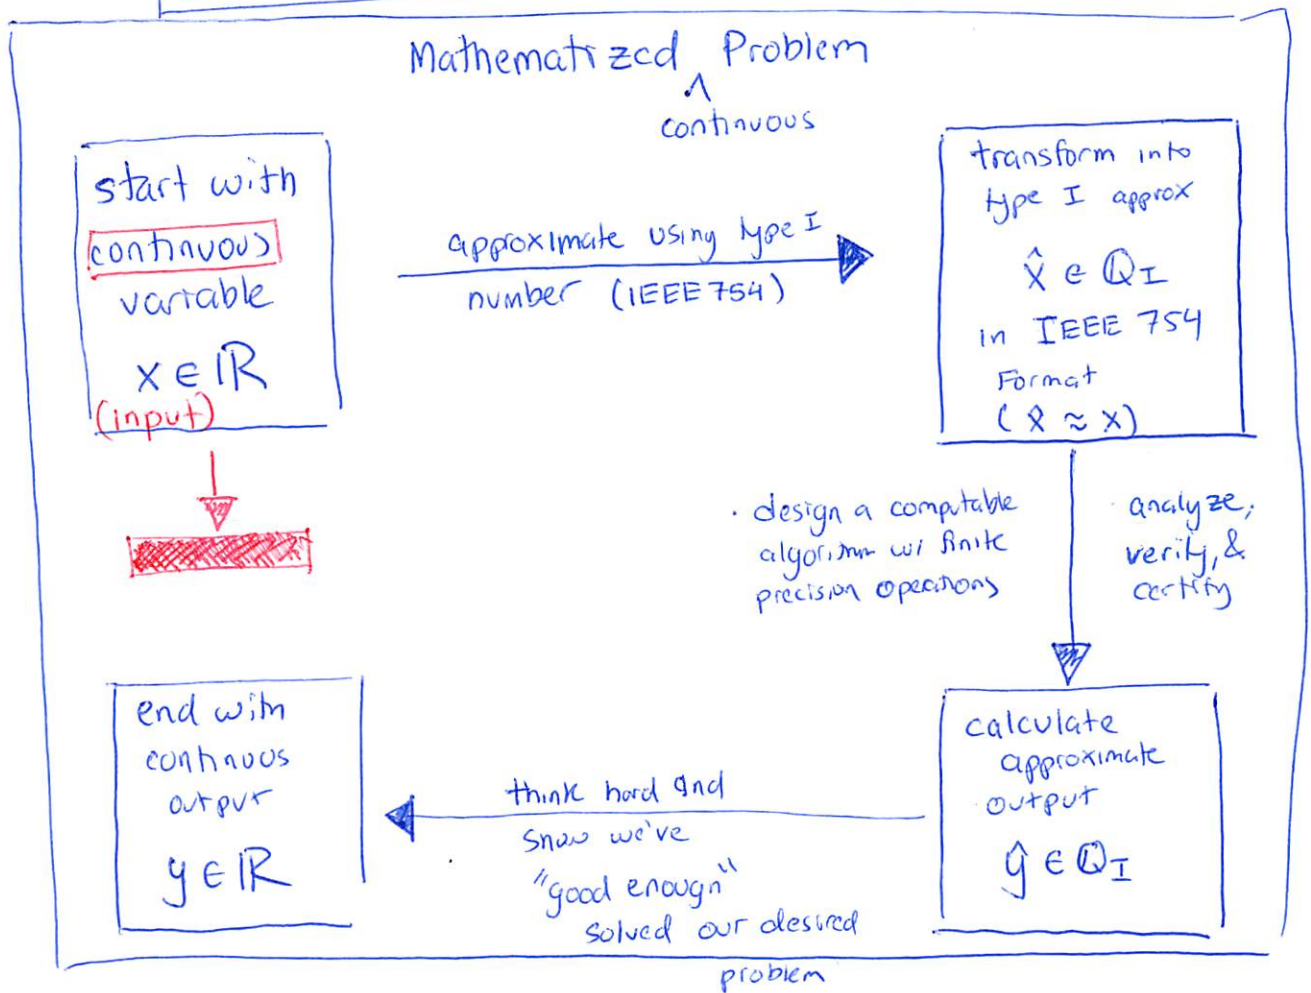 Mathematized Problem
continuous
start with
continuous
variable
x ∈ ℝ
(input)
approximate using type I
number (IEEE 754)
transform into
type I approx
x̂ ∈ ℚ_I
in IEEE 754
Format
(x̂ ≈ x)
· design a computable
algorithm w/ finite
precision operations
analyze,
verify, &
certify
calculate
approximate
output
ŷ ∈ ℚ_I
think hard and
show we've
"good enough"
solved our desired
problem
end with
continuos
output
y ∈ ℝ